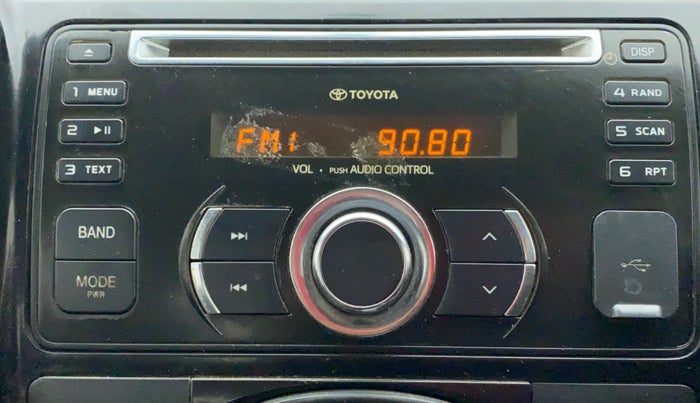 DISP
TOYOTA
1 MENU
4 RAND
2
FM1 90.80
5 SCAN
3 TEXT
VOL • PUSH AUDIO CONTROL
6 RPT
BAND
MODE
PWR